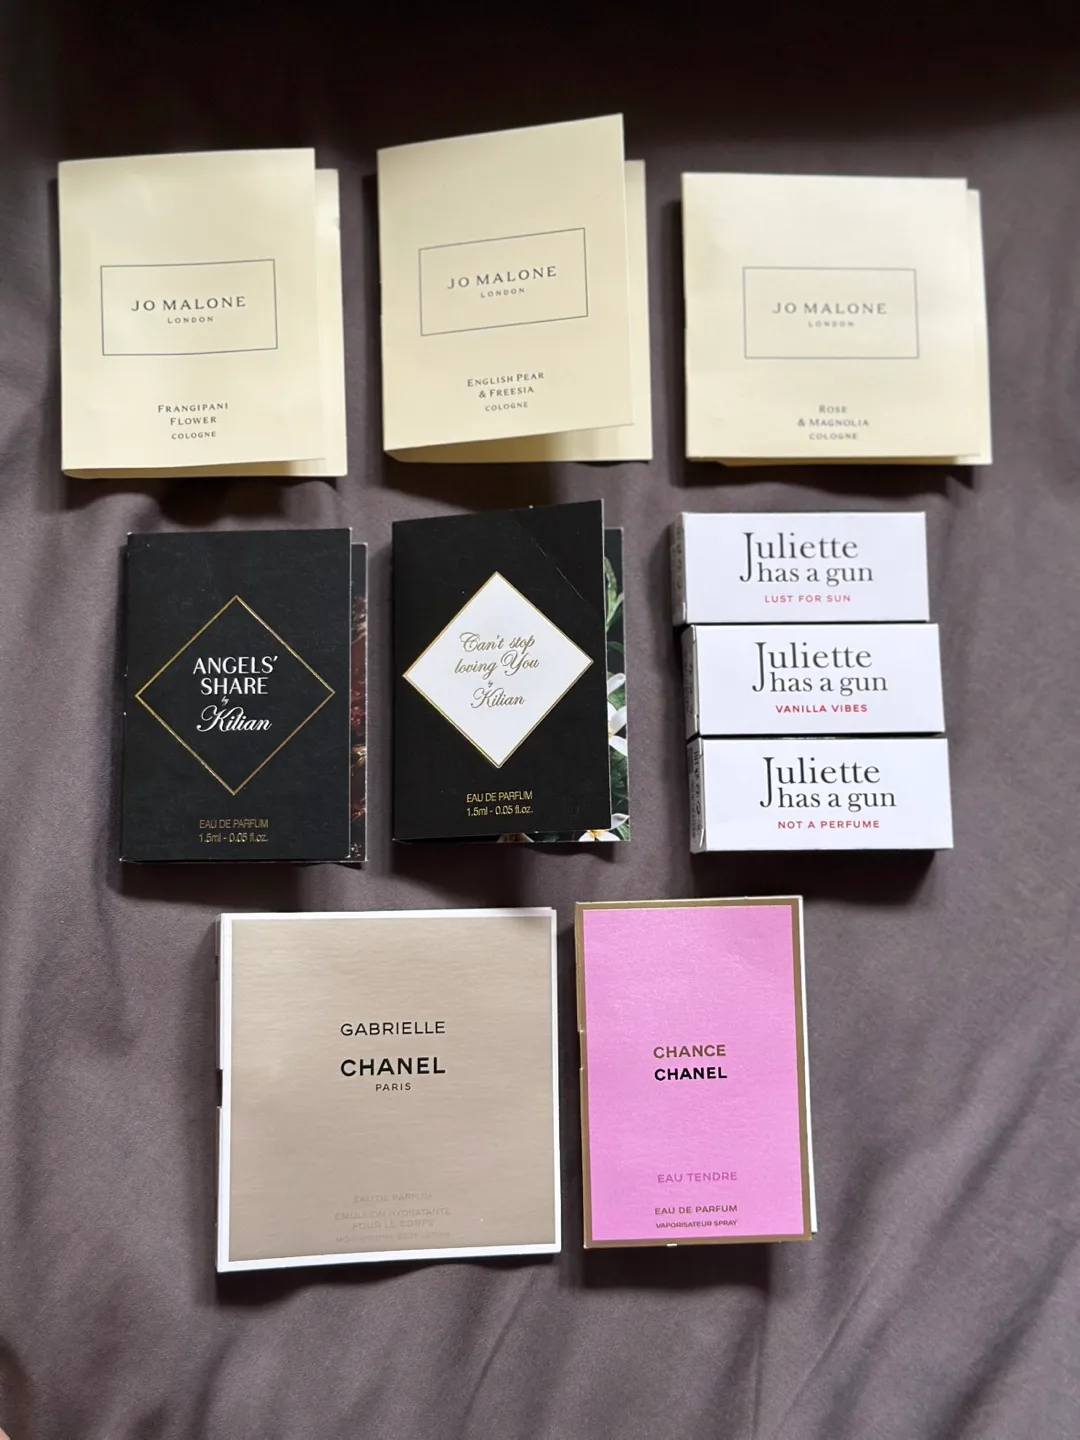 JO MALONE
LONDON
FRANGIPANI
FLOWER
COLOGNE
JO MALONE
LONDON
ENGLISH PEAR
& FREESIA
COLOGNE
JO MALONE
LONDON
ROSE
& MAGNOLIA
COLOGNE
ANGELS'
SHARE
by
Kilian
EAU DE PARFUM
1.5ml - 0.05 fl.oz.
Can't stop
loving You
by
Kilian
EAU DE PARFUM
1.5ml - 0.05 fl.oz.
Juliette
has a gun
LUST FOR SUN
Juliette
has a gun
VANILLA VIBES
Juliette
has a gun
NOT A PERFUME
GABRIELLE
CHANEL
PARIS
EAU DE PARFUM
EMULSION HYDRATANTE
POUR LE CORPS
MOISTURIZING BODY LOTION
CHANCE
CHANEL
EAU TENDRE
EAU DE PARFUM
VAPORISATEUR SPRAY